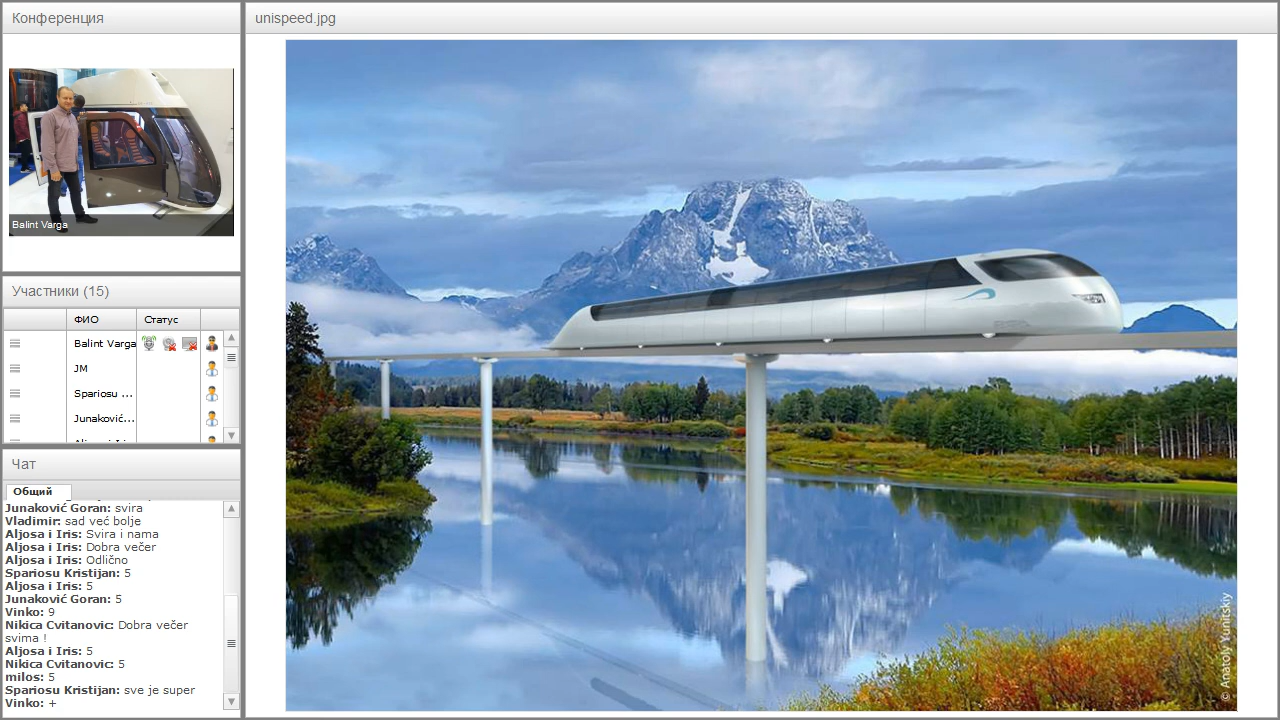 Конференция
Balint Varga
Участники (15)
ФИО
Статус
Balint Varga
JM
Spariosu ...
Junaković...
Чат
Общий
Junaković Goran: svira
Vladimir: sad već bolje
Aljosa i Iris: Svira i nama
Aljosa i Iris: Dobra večer
Aljosa i Iris: Odlično
Spariosu Kristijan: 5
Aljosa i Iris: 5
Junaković Goran: 5
Vinko: 9
Nikica Cvitanovic: Dobra večer
svima !
Aljosa i Iris: 5
Nikica Cvitanovic: 5
milos: 5
Spariosu Kristijan: sve je super
Vinko: +
unispeed.jpg
© Anatoly Yunitskiy